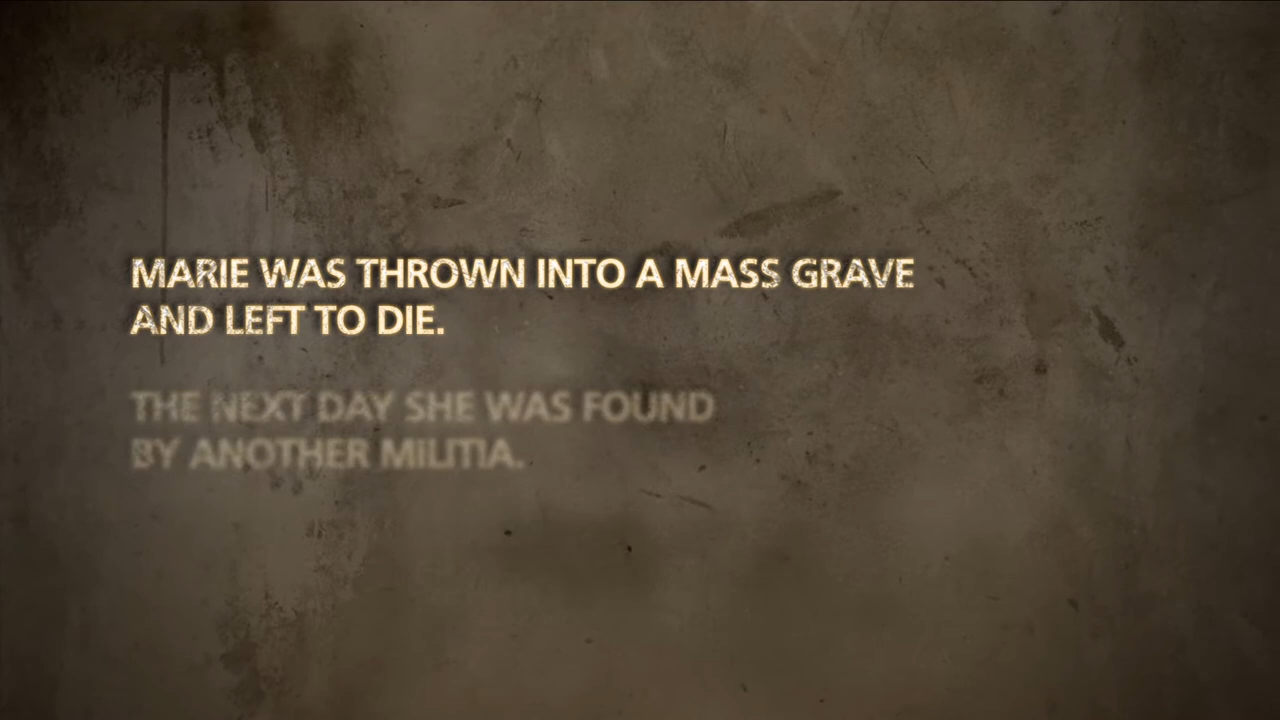 MARIE WAS THROWN INTO A MASS GRAVE
AND LEFT TO DIE.
THE NEXT DAY SHE WAS FOUND
BY ANOTHER MILITIA.